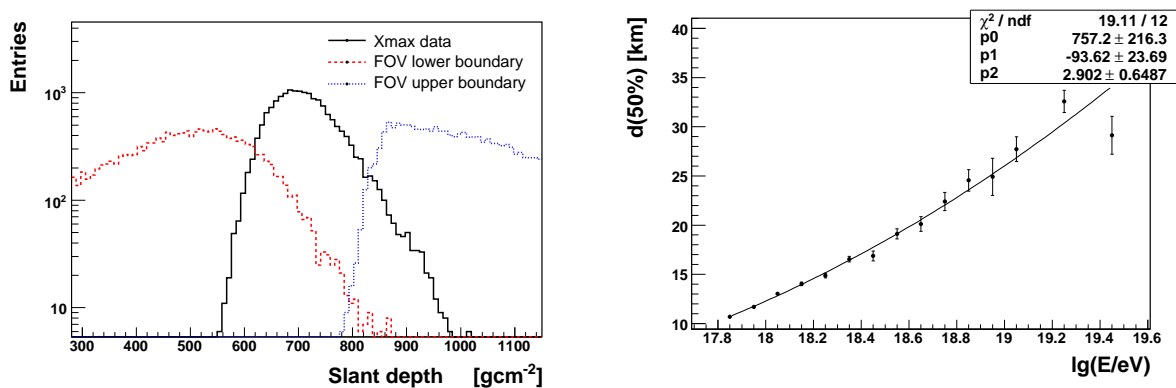 Entries
10³
10²
10
Xmax data
FOV lower boundary
FOV upper boundary
300 400 500 600 700 800 900 1000 1100
Slant depth [gcm⁻²]
d(50%) [km]
40
35
30
25
20
15
10
χ² / ndf 19.11 / 12
p0 757.2 ± 216.3
p1 -93.62 ± 23.69
p2 2.902 ± 0.6487
17.8 18 18.2 18.4 18.6 18.8 19 19.2 19.4 19.6
lg(E/eV)